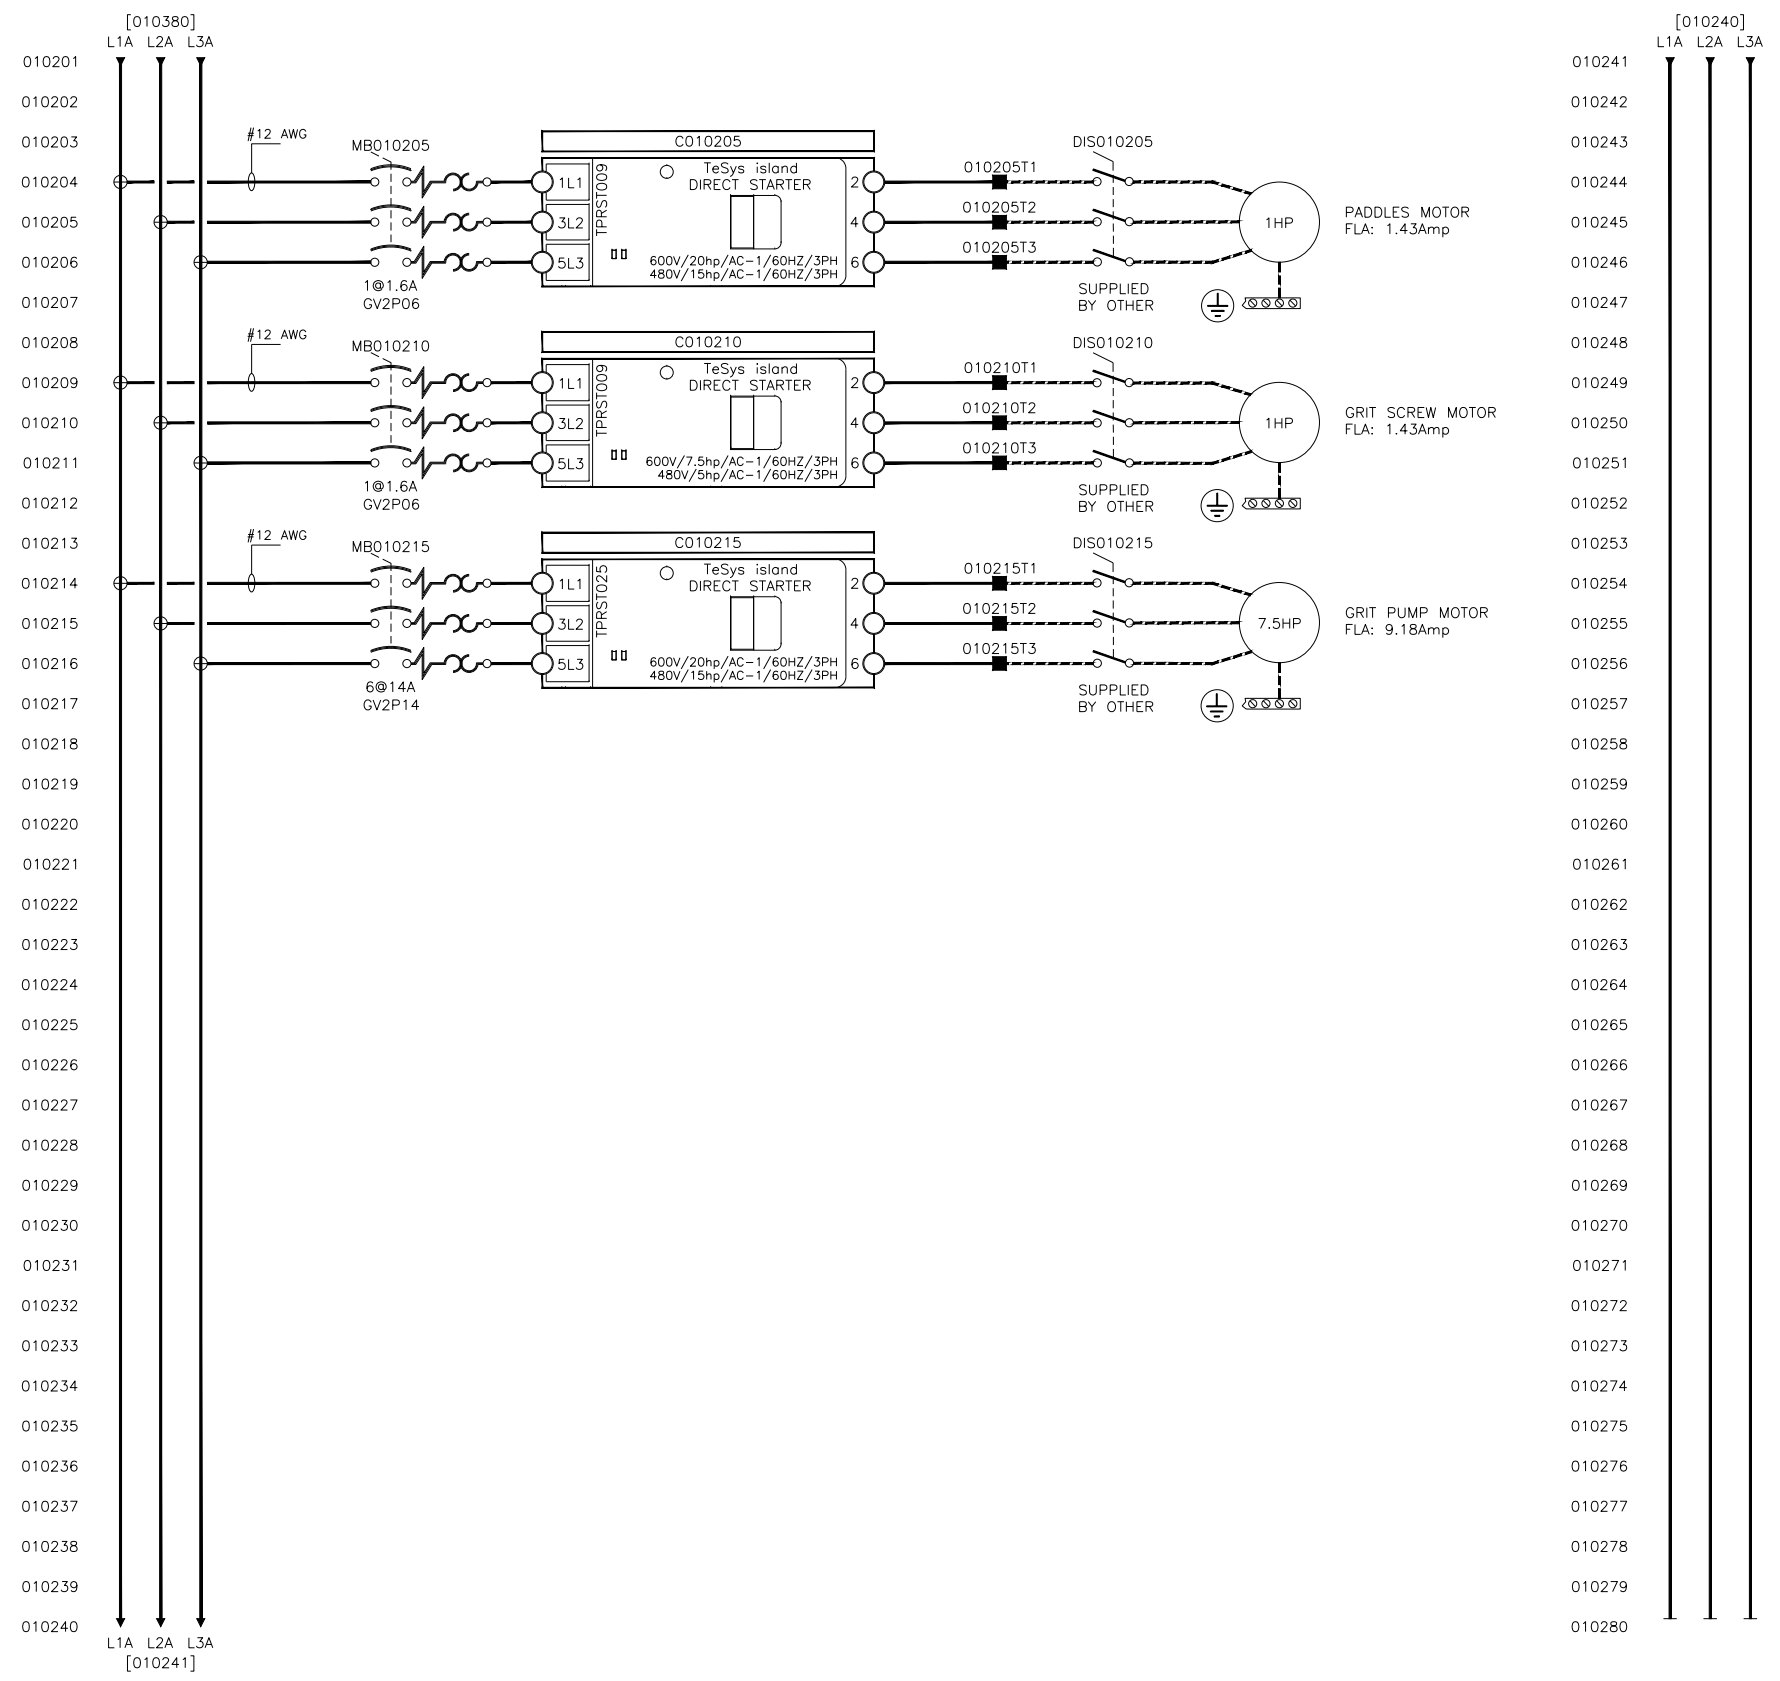 [010380]
L1A L2A L3A
[010240]
L1A L2A L3A
010201
010241
010202
010242
010203
#12 AWG
MB010205
C010205
DIS010205
010243
010204
1L1
TPRST009
TeSys island
DIRECT STARTER
2
010205T1
010244
010205
3L2
4
010205T2
1HP
PADDLES MOTOR
FLA: 1.43Amp
010245
010206
5L3
600V/20hp/AC-1/60HZ/3PH
480V/15hp/AC-1/60HZ/3PH
6
010205T3
010246
1@1.6A
GV2P06
SUPPLIED
BY OTHER
010207
010247
010208
#12 AWG
MB010210
C010210
DIS010210
010248
010209
1L1
TPRST009
TeSys island
DIRECT STARTER
2
010210T1
010249
010210
3L2
4
010210T2
1HP
GRIT SCREW MOTOR
FLA: 1.43Amp
010250
010211
5L3
600V/7.5hp/AC-1/60HZ/3PH
480V/5hp/AC-1/60HZ/3PH
6
010210T3
010251
1@1.6A
GV2P06
SUPPLIED
BY OTHER
010212
010252
010213
#12 AWG
MB010215
C010215
DIS010215
010253
010214
1L1
TPRST025
TeSys island
DIRECT STARTER
2
010215T1
010254
010215
3L2
4
010215T2
7.5HP
GRIT PUMP MOTOR
FLA: 9.18Amp
010255
010216
5L3
600V/20hp/AC-1/60HZ/3PH
480V/15hp/AC-1/60HZ/3PH
6
010215T3
010256
6@14A
GV2P14
SUPPLIED
BY OTHER
010217
010257
010218
010258
010219
010259
010220
010260
010221
010261
010222
010262
010223
010263
010224
010264
010225
010265
010226
010266
010227
010267
010228
010268
010229
010269
010230
010270
010231
010271
010232
010272
010233
010273
010234
010274
010235
010275
010236
010276
010237
010277
010238
010278
010239
010279
010240
010280
L1A L2A L3A
[010241]